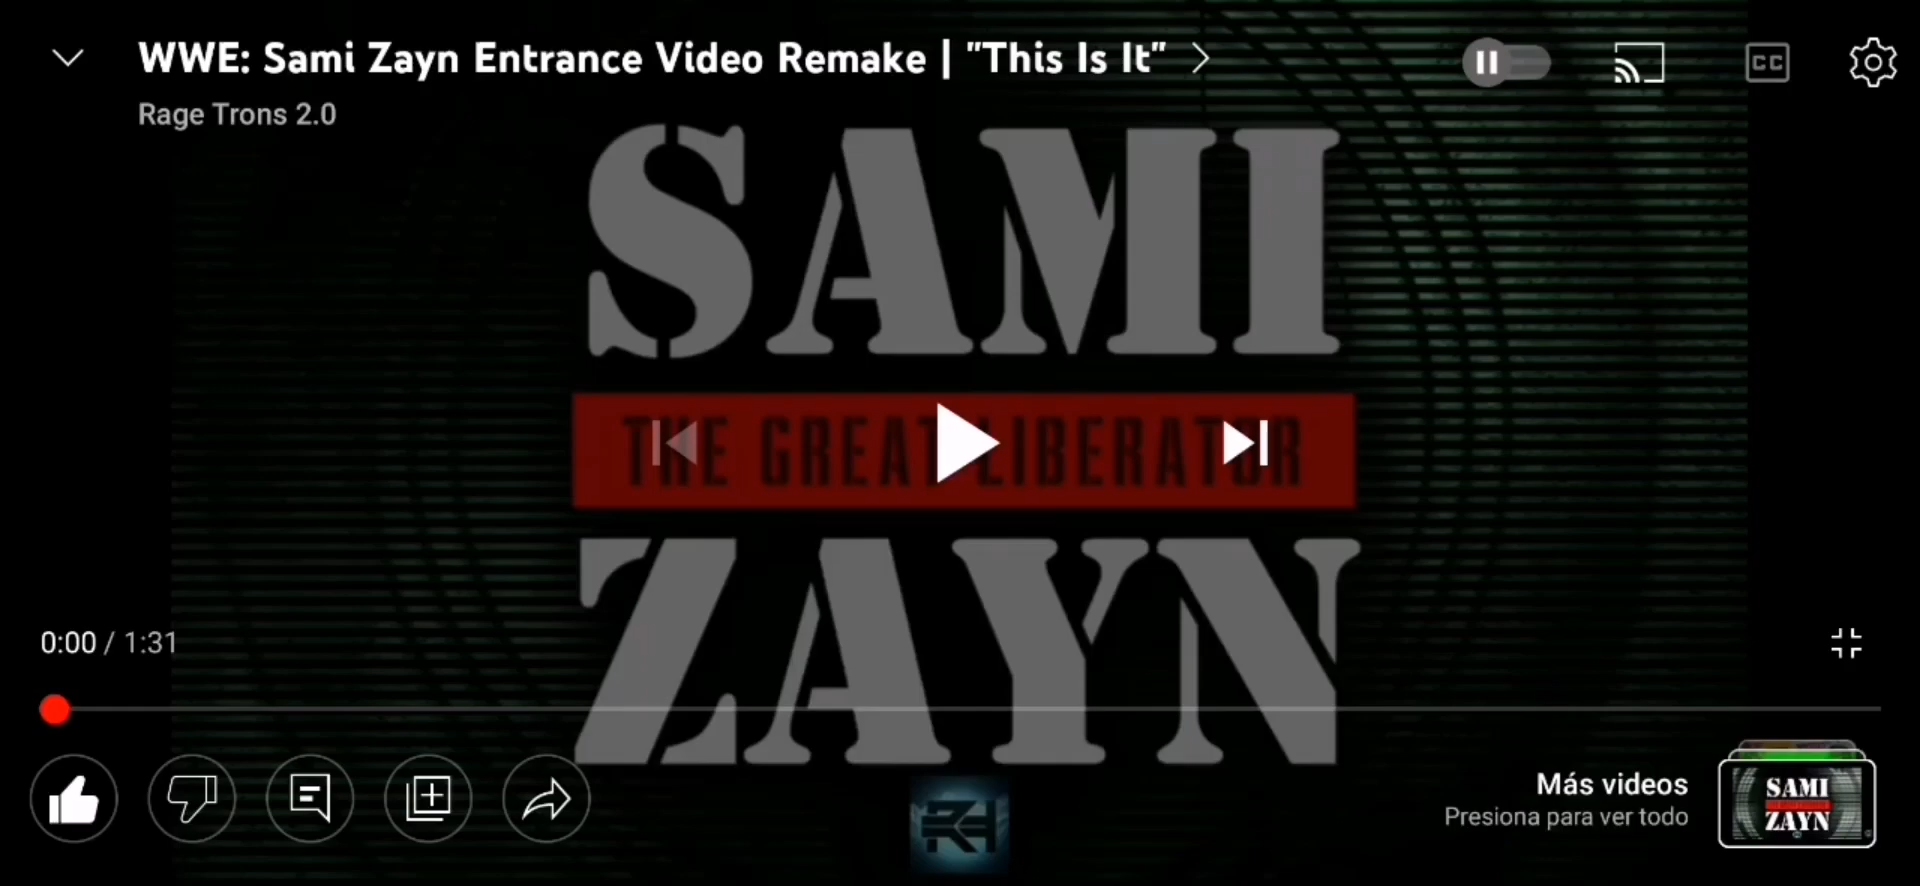 WWE: Sami Zayn Entrance Video Remake | "This Is It"
CC
Rage Trons 2.0
SAMI
THE GREAT LIBERATOR
ZAYN
0:00 / 1:31
Más videos
Presiona para ver todo
SAMI
ZAYN